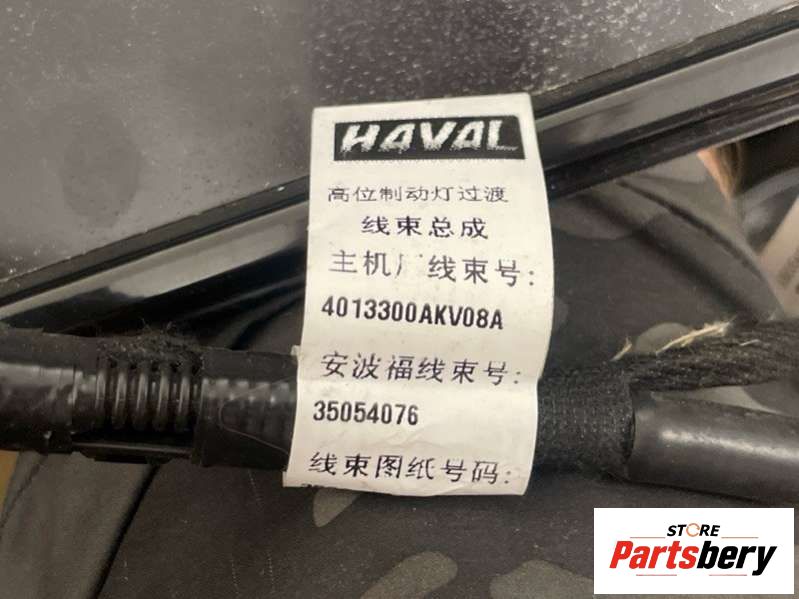 HAVAL
高位制动灯过渡
线束总成
主机厂线束号:
4013300AKV08A
安波福线束号:
35054076
线束图纸号码:
STORE
Partsbery